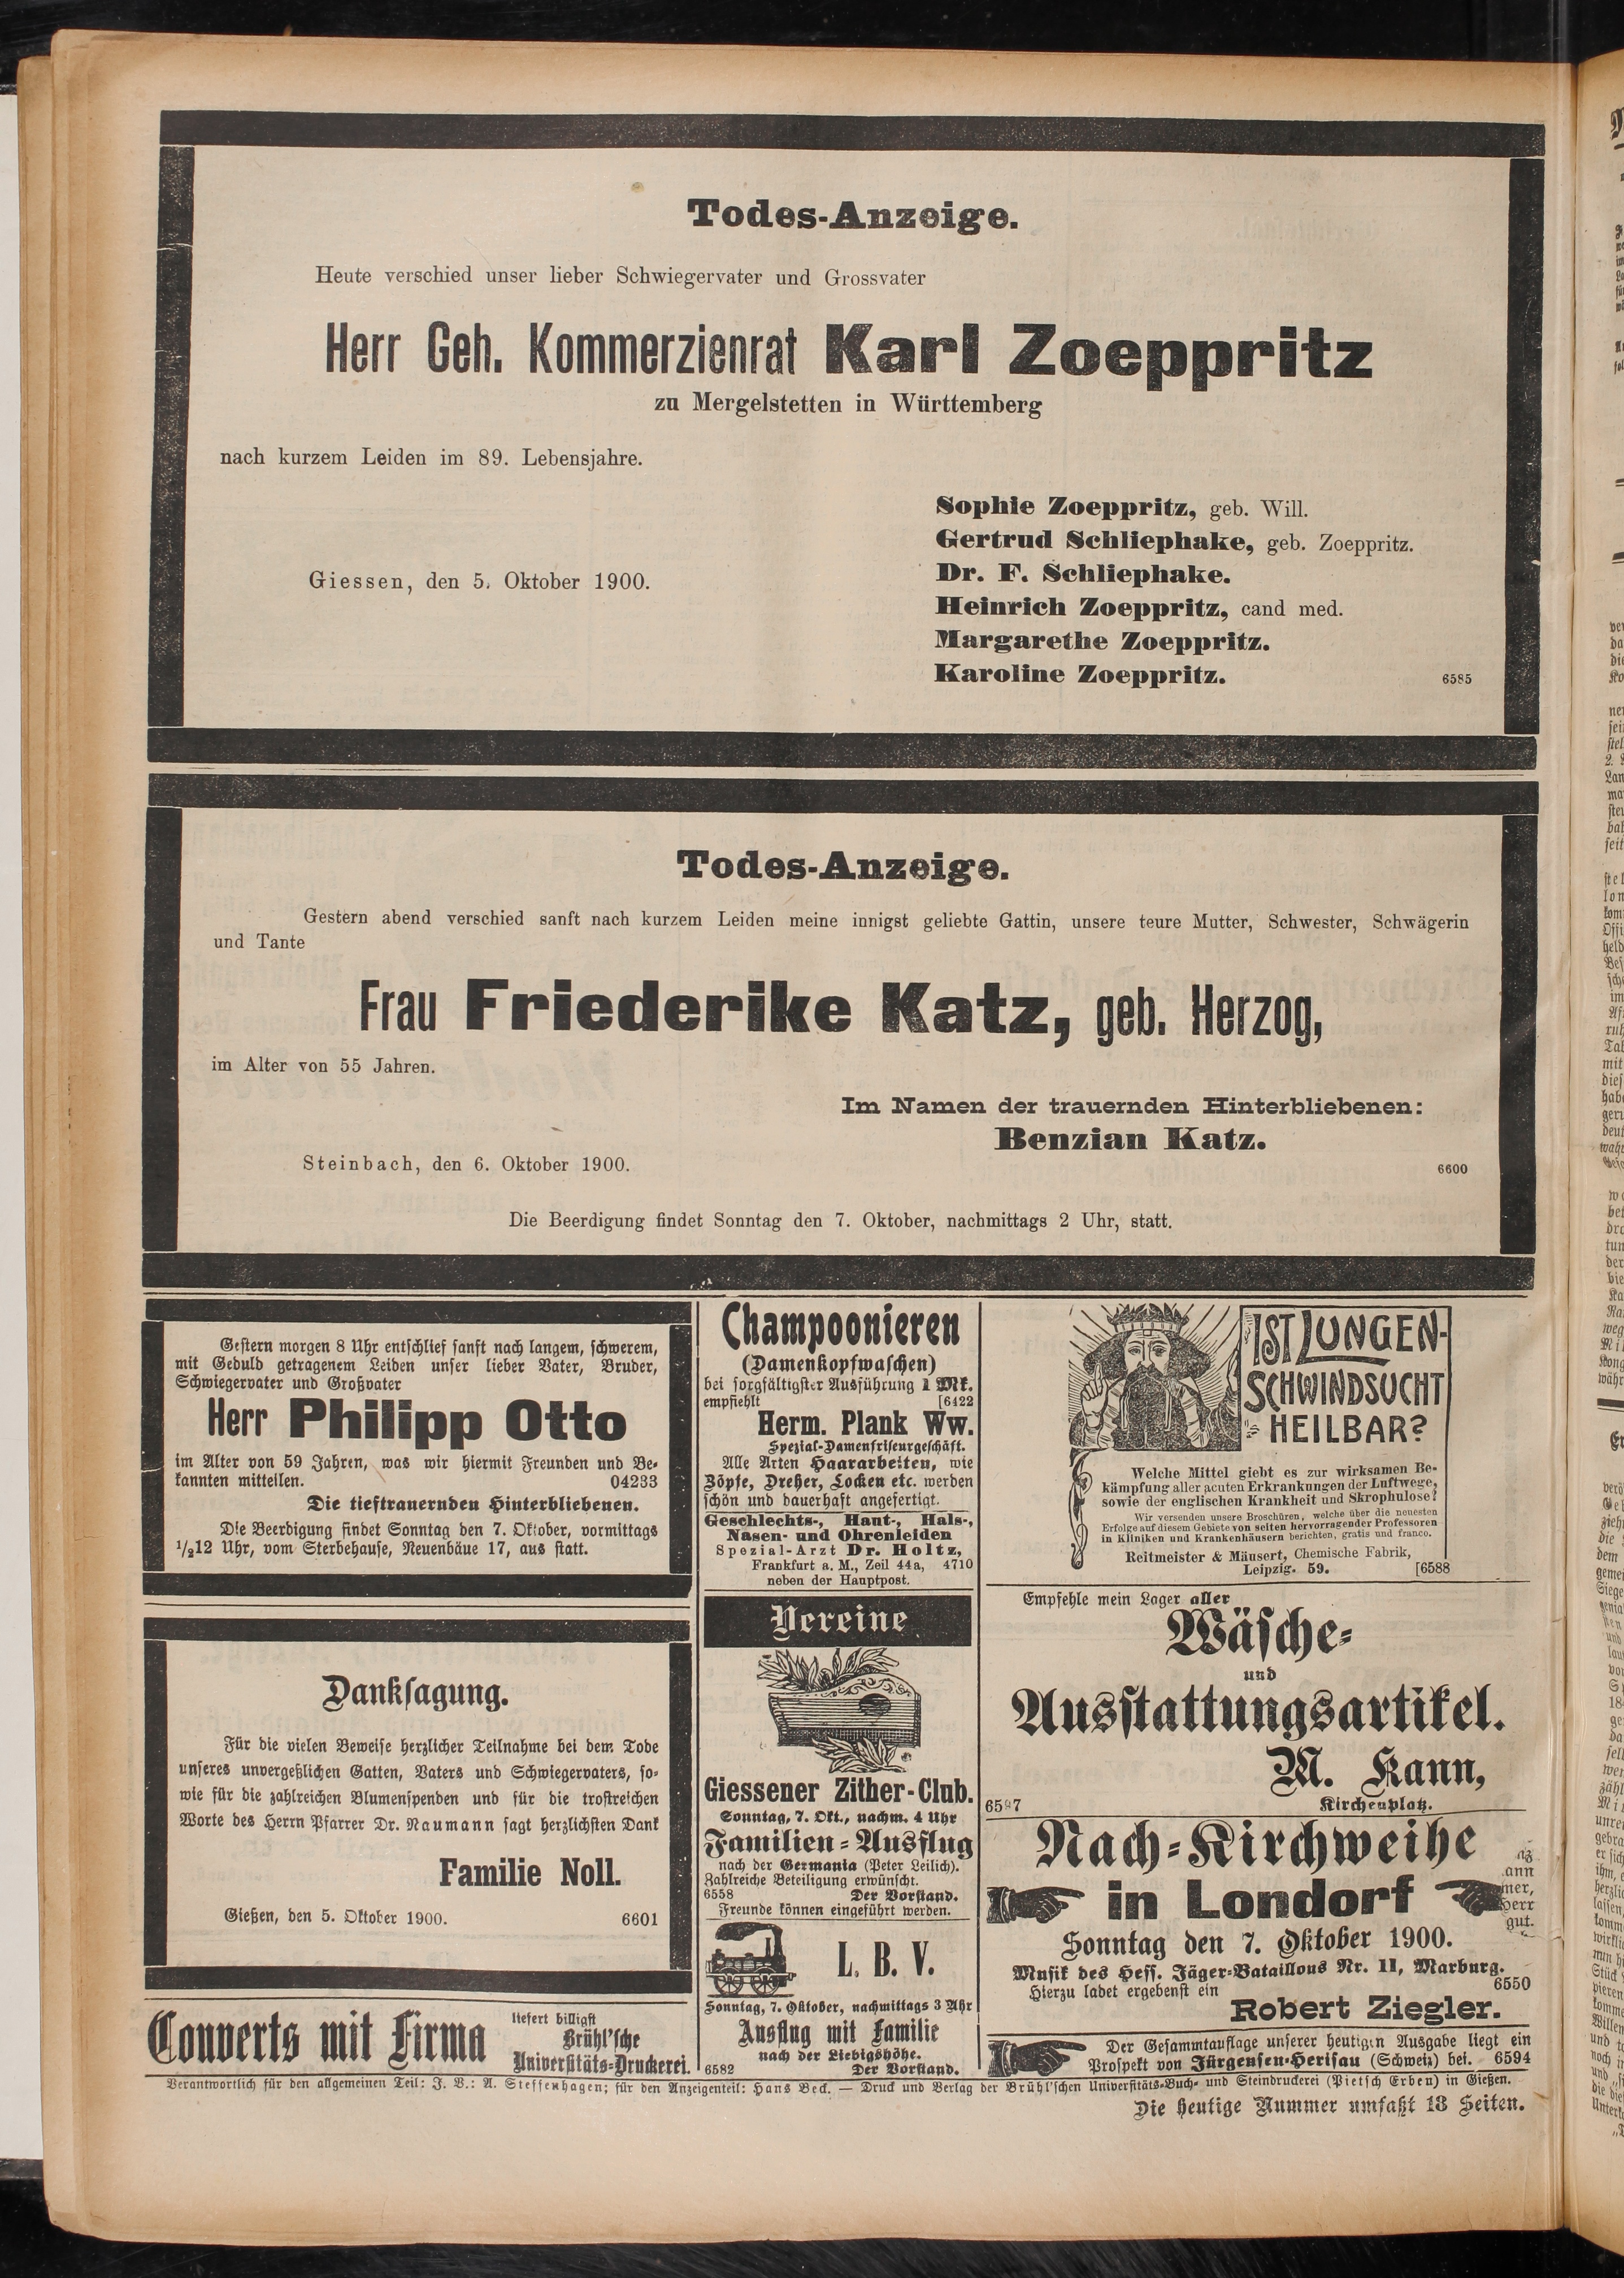 Todes-Anzeige.
Heute verschied unser lieber Schwiegervater und Grossvater
Herr Geh. Kommerzienrat Karl Zoeppritz
zu Mergelstetten in Württemberg
nach kurzem Leiden im 89. Lebensjahre.
Sophie Zoeppritz, geb. Will.
Gertrud Schliephake, geb. Zoeppritz.
Dr. F. Schliephake.
Giessen, den 5. Oktober 1900.
Heinrich Zoeppritz, cand med.
Margarethe Zoeppritz.
Karoline Zoeppritz.
6585
Todes-Anzeige.
Gestern abend verschied sanft nach kurzem Leiden meine innigst geliebte Gattin, unsere teure Mutter, Schwester, Schwägerin
und Tante
Frau Friederike Katz, geb. Herzog,
im Alter von 55 Jahren.
Im Namen der trauernden Hinterbliebenen:
Benzian Katz.
Steinbach, den 6. Oktober 1900.
6600
Die Beerdigung findet Sonntag den 7. Oktober, nachmittags 2 Uhr, statt.
Geſtern morgen 8 Uhr entſchlief ſanft nach langem, ſchwerem,
mit Geduld getragenem Leiden unſer lieber Vater, Bruder,
Schwiegervater und Großvater
Herr Philipp Otto
im Alter von 59 Jahren, was wir hiermit Freunden und Be-
kannten mitteilen. 04233
Die tieftrauernden Hinterbliebenen.
Die Beerdigung findet Sonntag den 7. Oktober, vormittags
1/212 Uhr, vom Sterbehauſe, Neuenbäue 17, aus ſtatt.
Dankſagung.
Für die vielen Beweiſe herzlicher Teilnahme bei dem Tode
unſeres unvergeßlichen Gatten, Vaters und Schwiegervaters, ſo-
wie für die zahlreichen Blumenſpenden und für die troſtreichen
Worte des Herrn Pfarrer Dr. Naumann ſagt herzlichſten Dank
Familie Noll.
Gießen, den 5. Oktober 1900. 6601
Couverts mit Firma
liefert billigſt
Brühl'ſche
Univerſitäts-Druckerei.
Champoonieren
(Damenkopfwaſchen)
bei ſorgfältigſter Ausführung 1 Mk.
empfiehlt [6422
Herm. Plank Ww.
Spezial-Damenfriſeurgeſchäft.
Alle Arten Haararbeiten, wie
Zöpfe, Dreher, Locken etc. werden
ſchön und dauerhaft angefertigt.
Geschlechts-, Haut-, Hals-,
Nasen- und Ohrenleiden
Spezial-Arzt Dr. Holtz,
Frankfurt a. M., Zeil 44a, 4710
neben der Hauptpost.
Vereine
Giessener Zither-Club.
Sonntag, 7. Okt., nachm. 4 Uhr
Familien-Ausflug
nach der Germania (Peter Leilich).
Zahlreiche Beteiligung erwünſcht.
6558 Der Vorſtand.
Freunde können eingeführt werden.
L. B. V.
Sonntag, 7. Oktober, nachmittags 3 Uhr
Ausflug mit Familie
nach der Liebigshöhe.
6582 Der Vorſtand.
IST LUNGEN-
SCHWINDSUCHT
HEILBAR?
Welche Mittel giebt es zur wirksamen Be-
kämpfung aller acuten Erkrankungen der Luftwege,
sowie der englischen Krankheit und Skrophulose?
Wir versenden unsere Broschüren, welche über die neuesten
Erfolge auf diesem Gebiete von seiten hervorragender Professoren
in Kliniken und Krankenhäusern berichten, gratis und franco.
Reitmeister & Mäusert, Chemische Fabrik,
Leipzig. 59. [6588
Empfehle mein Lager aller
Wäſche-
und
Ausſtattungsartikel.
M. Kann,
6587 Kirchenplatz.
Nach-Kirchweihe
in Londorf
Sonntag den 7. Oktober 1900.
Muſik des Heſſ. Jäger-Bataillons Nr. 11, Marburg.
Hierzu ladet ergebenſt ein 6550
Robert Ziegler.
Der Geſammtauflage unſerer heutigen Ausgabe liegt ein
Proſpekt von Jürgenſen-Heriſau (Schweiz) bei. 6594
Verantwortlich für den allgemeinen Teil: J. V.: A. Steffenhagen; für den Anzeigenteil: Hans Beck. — Druck und Verlag der Brühl'ſchen Univerſitäts-Buch- und Steindruckerei (Pietſch Erben) in Gießen.
Die heutige Nummer umfaßt 18 Seiten.